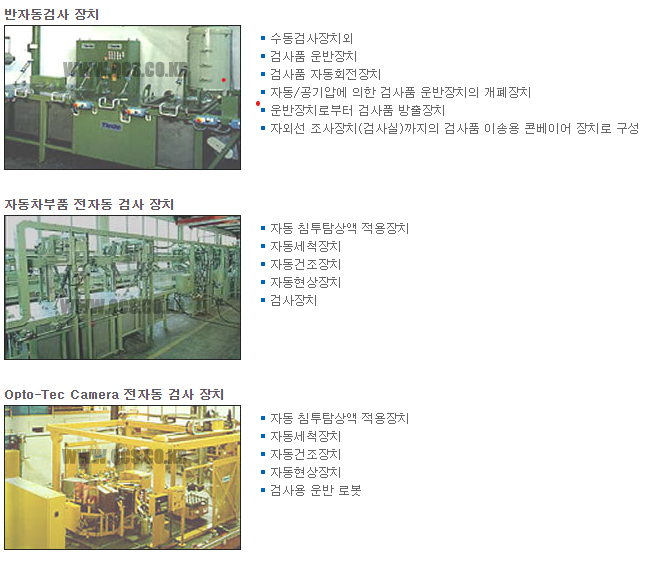 반자동검사 장치
수동검사장치외
검사품 운반장치
검사품 자동회전장치
자동/공기압에 의한 검사품 운반장치의 개폐장치
운반장치로부터 검사품 방출장치
자외선 조사장치(검사실)까지의 검사품 이송용 콘베이어 장치로 구성
자동차부품 전자동 검사 장치
자동 침투탐상액 적용장치
자동세척장치
자동건조장치
자동현상장치
검사장치
Opto-Tec Camera 전자동 검사 장치
자동 침투탐상액 적용장치
자동세척장치
자동건조장치
자동현상장치
검사용 운반 로봇